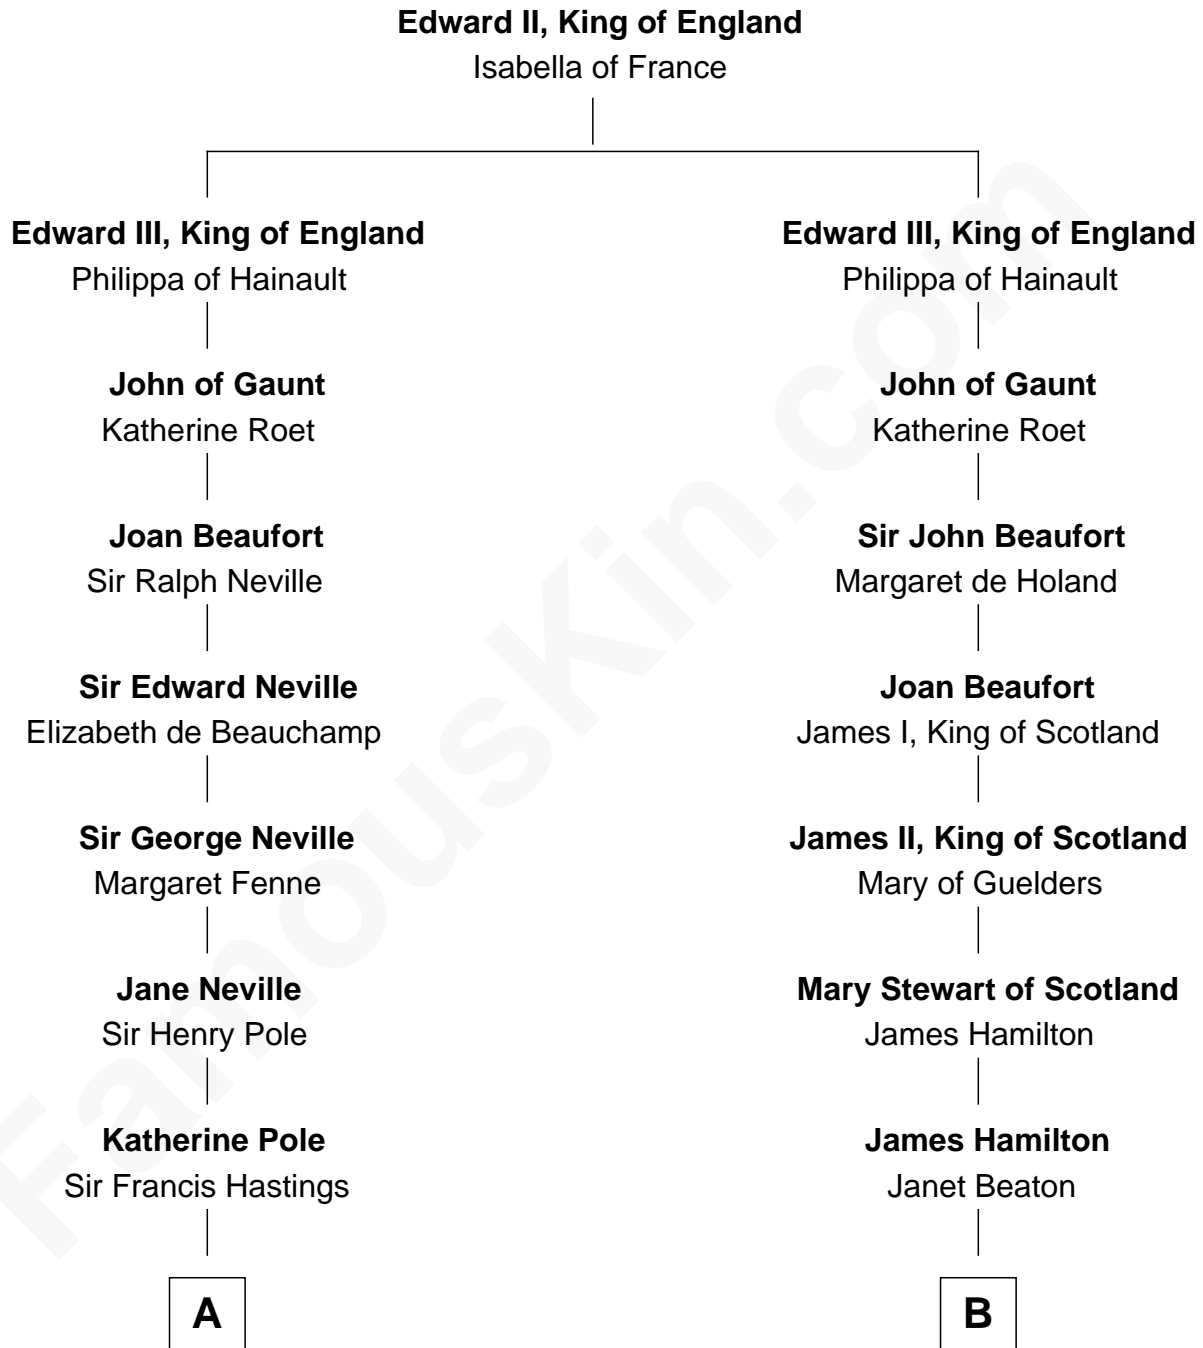 Edward II, King of England
Isabella of France
Edward III, King of England
Philippa of Hainault
Edward III, King of England
Philippa of Hainault
John of Gaunt
Katherine Roet
John of Gaunt
Katherine Roet
Joan Beaufort
Sir Ralph Neville
Sir John Beaufort
Margaret de Holand
Sir Edward Neville
Elizabeth de Beauchamp
Joan Beaufort
James I, King of Scotland
Sir George Neville
Margaret Fenne
James II, King of Scotland
Mary of Guelders
Jane Neville
Sir Henry Pole
Mary Stewart of Scotland
James Hamilton
Katherine Pole
Sir Francis Hastings
James Hamilton
Janet Beaton
A
B
FamousKin.com